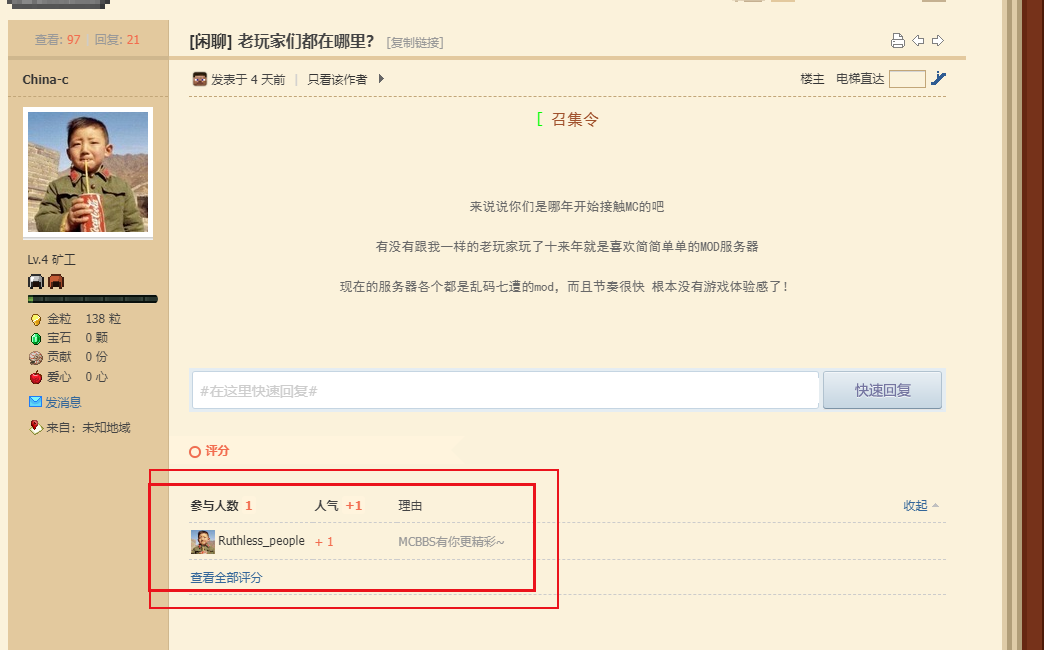 查看: 97 回复: 21
[闲聊] 老玩家们都在哪里? [复制链接]
China-c
发表于 4 天前 | 只看该作者
楼主 电梯直达
[ 召集令
来说说你们是哪年开始接触MC的吧
有没有跟我一样的老玩家玩了十来年就是喜欢简简单单的MOD服务器
现在的服务器各个都是乱码七遭的mod, 而且节奏很快 根本没有游戏体验感了!
Lv.4 矿工
金粒 138 粒
宝石 0 颗
贡献 0 份
爱心 0 心
发消息
来自: 未知地域
#在这里快速回复#
快速回复
评分
参与人数 1 人气 +1 理由
收起
Ruthless_people + 1 MCBBS有你更精彩~
查看全部评分